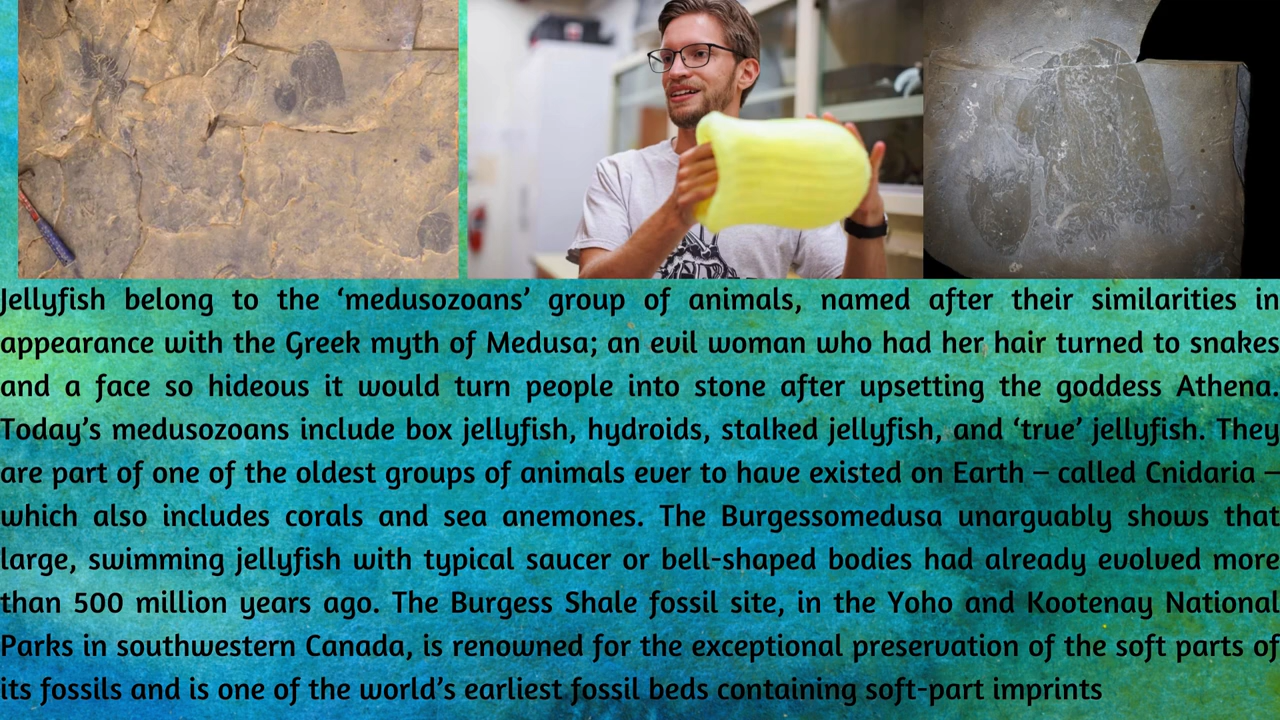 Jellyfish belong to the ‘medusozoans’ group of animals, named after their similarities in
appearance with the Greek myth of Medusa; an evil woman who had her hair turned to snakes
and a face so hideous it would turn people into stone after upsetting the goddess Athena.
Today’s medusozoans include box jellyfish, hydroids, stalked jellyfish, and ‘true’ jellyfish. They
are part of one of the oldest groups of animals ever to have existed on Earth – called Cnidaria –
which also includes corals and sea anemones. The Burgessomedusa unarguably shows that
large, swimming jellyfish with typical saucer or bell-shaped bodies had already evolved more
than 500 million years ago. The Burgess Shale fossil site, in the Yoho and Kootenay National
Parks in southwestern Canada, is renowned for the exceptional preservation of the soft parts of
its fossils and is one of the world’s earliest fossil beds containing soft-part imprints